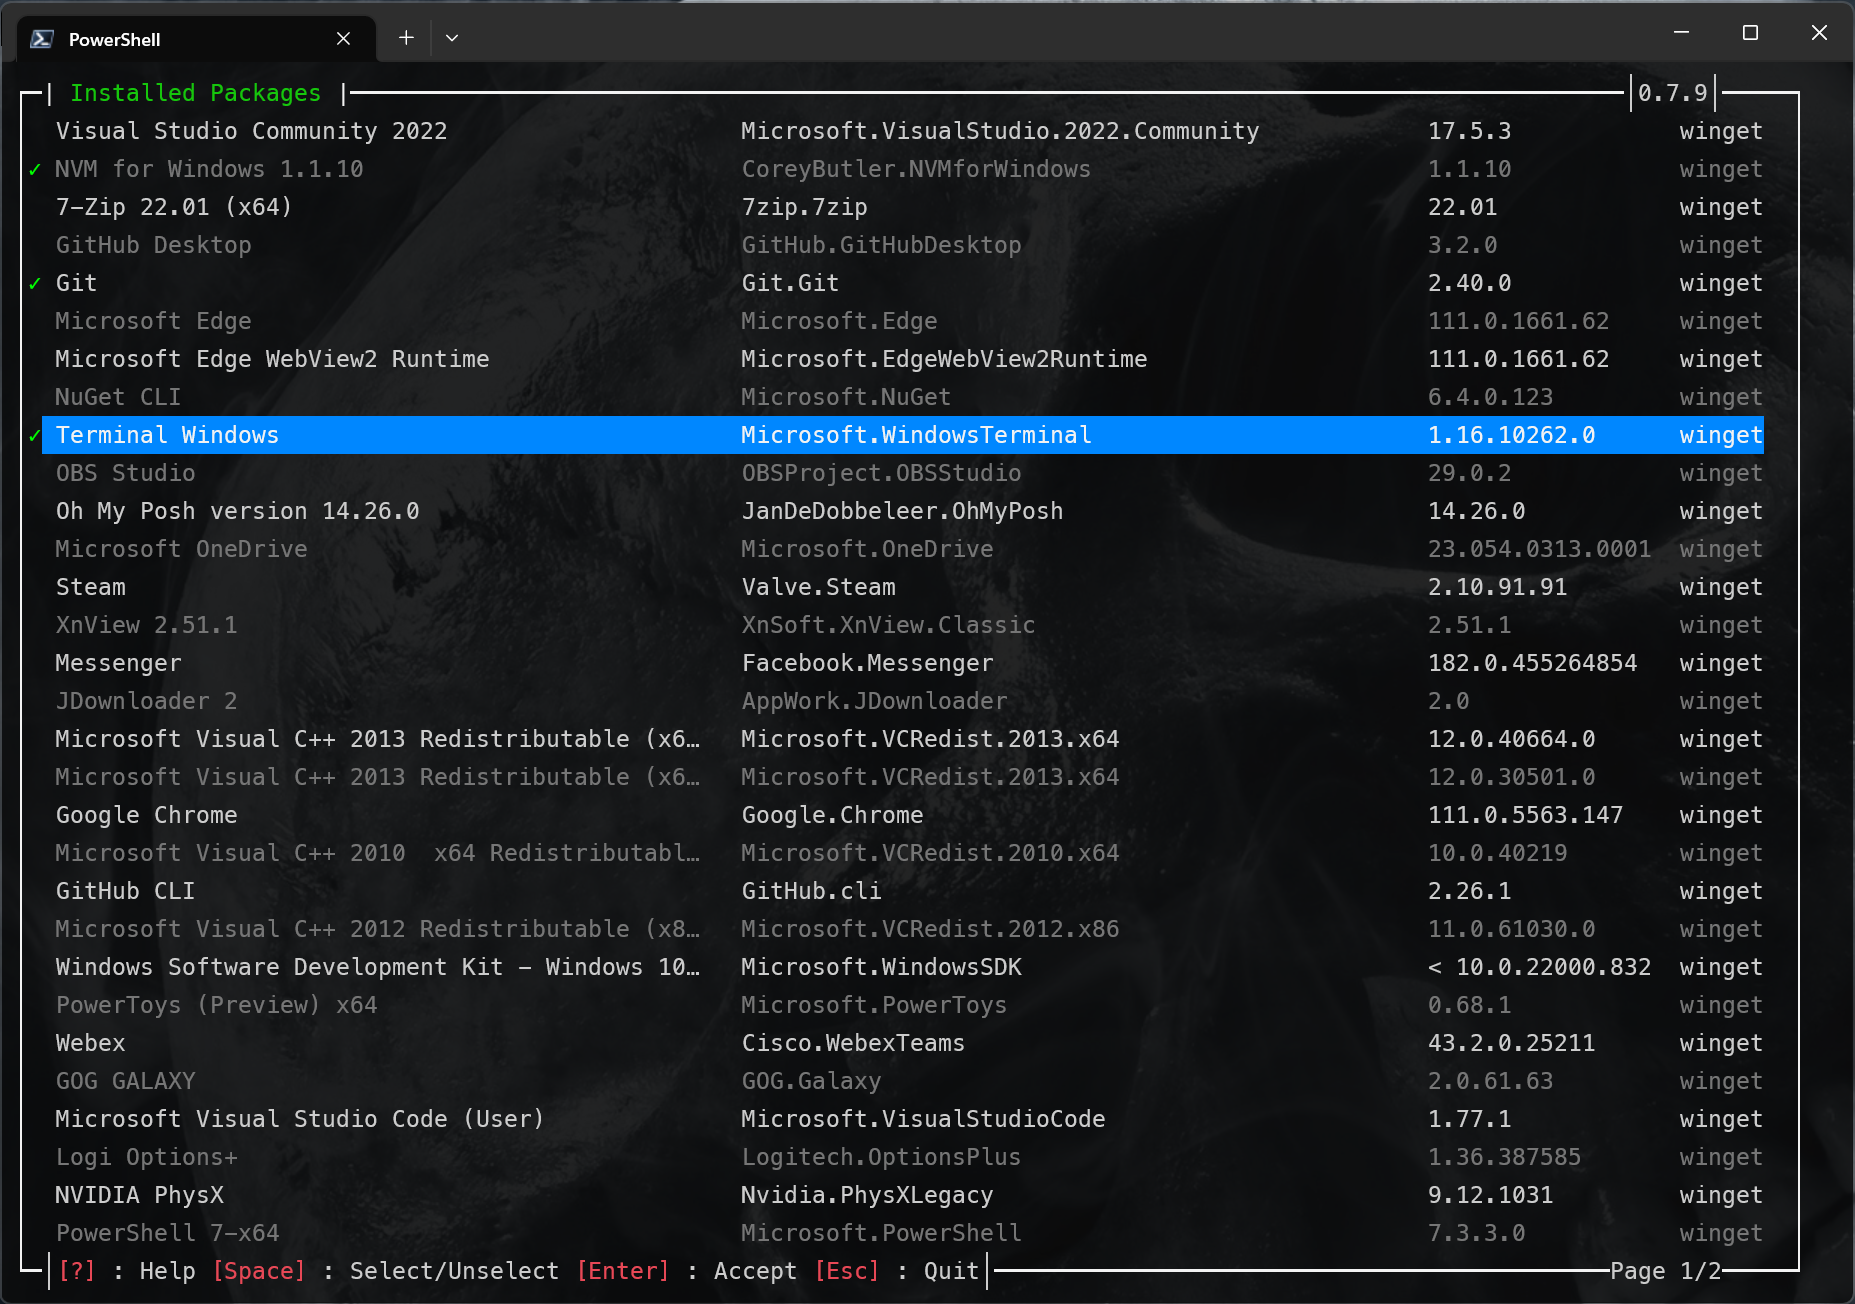 PowerShell
| Installed Packages | |0.7.9|
Visual Studio Community 2022 Microsoft.VisualStudio.2022.Community 17.5.3 winget
✓ NVM for Windows 1.1.10 CoreyButler.NVMforWindows 1.1.10 winget
7-Zip 22.01 (x64) 7zip.7zip 22.01 winget
GitHub Desktop GitHub.GitHubDesktop 3.2.0 winget
✓ Git Git.Git 2.40.0 winget
Microsoft Edge Microsoft.Edge 111.0.1661.62 winget
Microsoft Edge WebView2 Runtime Microsoft.EdgeWebView2Runtime 111.0.1661.62 winget
NuGet CLI Microsoft.NuGet 6.4.0.123 winget
✓ Terminal Windows Microsoft.WindowsTerminal 1.16.10262.0 winget
OBS Studio OBSProject.OBSStudio 29.0.2 winget
Oh My Posh version 14.26.0 JanDeDobbeleer.OhMyPosh 14.26.0 winget
Microsoft OneDrive Microsoft.OneDrive 23.054.0313.0001 winget
Steam Valve.Steam 2.10.91.91 winget
XnView 2.51.1 XnSoft.XnView.Classic 2.51.1 winget
Messenger Facebook.Messenger 182.0.455264854 winget
JDownloader 2 AppWork.JDownloader 2.0 winget
Microsoft Visual C++ 2013 Redistributable (x6… Microsoft.VCRedist.2013.x64 12.0.40664.0 winget
Microsoft Visual C++ 2013 Redistributable (x6… Microsoft.VCRedist.2013.x64 12.0.30501.0 winget
Google Chrome Google.Chrome 111.0.5563.147 winget
Microsoft Visual C++ 2010  x64 Redistributabl… Microsoft.VCRedist.2010.x64 10.0.40219 winget
GitHub CLI GitHub.cli 2.26.1 winget
Microsoft Visual C++ 2012 Redistributable (x8… Microsoft.VCRedist.2012.x86 11.0.61030.0 winget
Windows Software Development Kit - Windows 10… Microsoft.WindowsSDK < 10.0.22000.832 winget
PowerToys (Preview) x64 Microsoft.PowerToys 0.68.1 winget
Webex Cisco.WebexTeams 43.2.0.25211 winget
GOG GALAXY GOG.Galaxy 2.0.61.63 winget
Microsoft Visual Studio Code (User) Microsoft.VisualStudioCode 1.77.1 winget
Logi Options+ Logitech.OptionsPlus 1.36.387585 winget
NVIDIA PhysX Nvidia.PhysXLegacy 9.12.1031 winget
PowerShell 7-x64 Microsoft.PowerShell 7.3.3.0 winget
[?] : Help [Space] : Select/Unselect [Enter] : Accept [Esc] : Quit Page 1/2